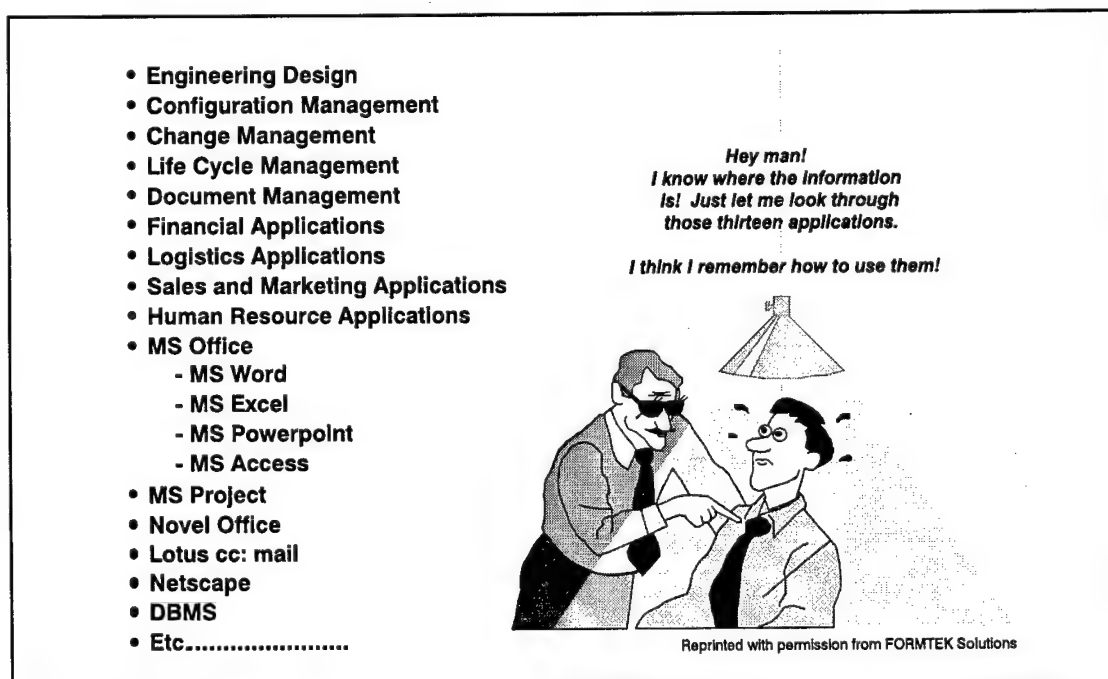 • Engineering Design
• Configuration Management
• Change Management
• Life Cycle Management
• Document Management
• Financial Applications
• Logistics Applications
• Sales and Marketing Applications
• Human Resource Applications
• MS Office
- MS Word
- MS Excel
- MS Powerpoint
- MS Access
• MS Project
• Novel Office
• Lotus cc: mail
• Netscape
• DBMS
• Etc.......................
Hey man!
I know where the information
is! Just let me look through
those thirteen applications.
I think I remember how to use them!
Reprinted with permission from FORMTEK Solutions